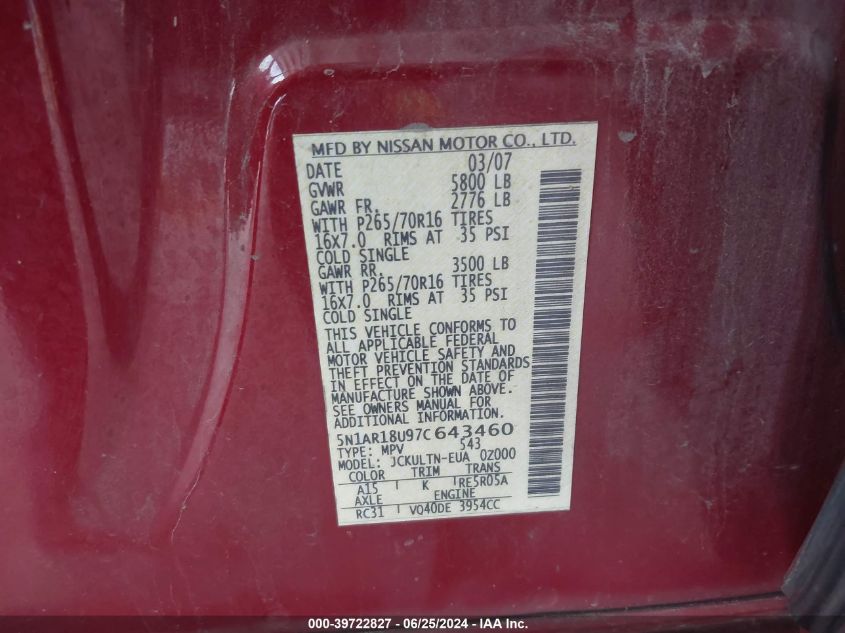 MFD BY NISSAN MOTOR CO., LTD.
DATE 03/07
GVWR 5800 LB
GAWR FR. 2776 LB
WITH P265/70R16 TIRES
16X7.0 RIMS AT 35 PSI
COLD SINGLE
GAWR RR. 3500 LB
WITH P265/70R16 TIRES
16X7.0 RIMS AT 35 PSI
COLD SINGLE
THIS VEHICLE CONFORMS TO
ALL APPLICABLE FEDERAL
MOTOR VEHICLE SAFETY AND
THEFT PREVENTION STANDARDS
IN EFFECT ON THE DATE OF
MANUFACTURE SHOWN ABOVE.
SEE OWNERS MANUAL FOR
ADDITIONAL INFORMATION.
5N1AR18U97C643460
TYPE: MPV 543
MODEL: JCKULTN-EUA 0Z000
COLOR TRIM TRANS
A15 K RE5R05A
AXLE ENGINE
RC31 VQ40DE 3954CC
000-39722827 - 06/25/2024 - IAA Inc.